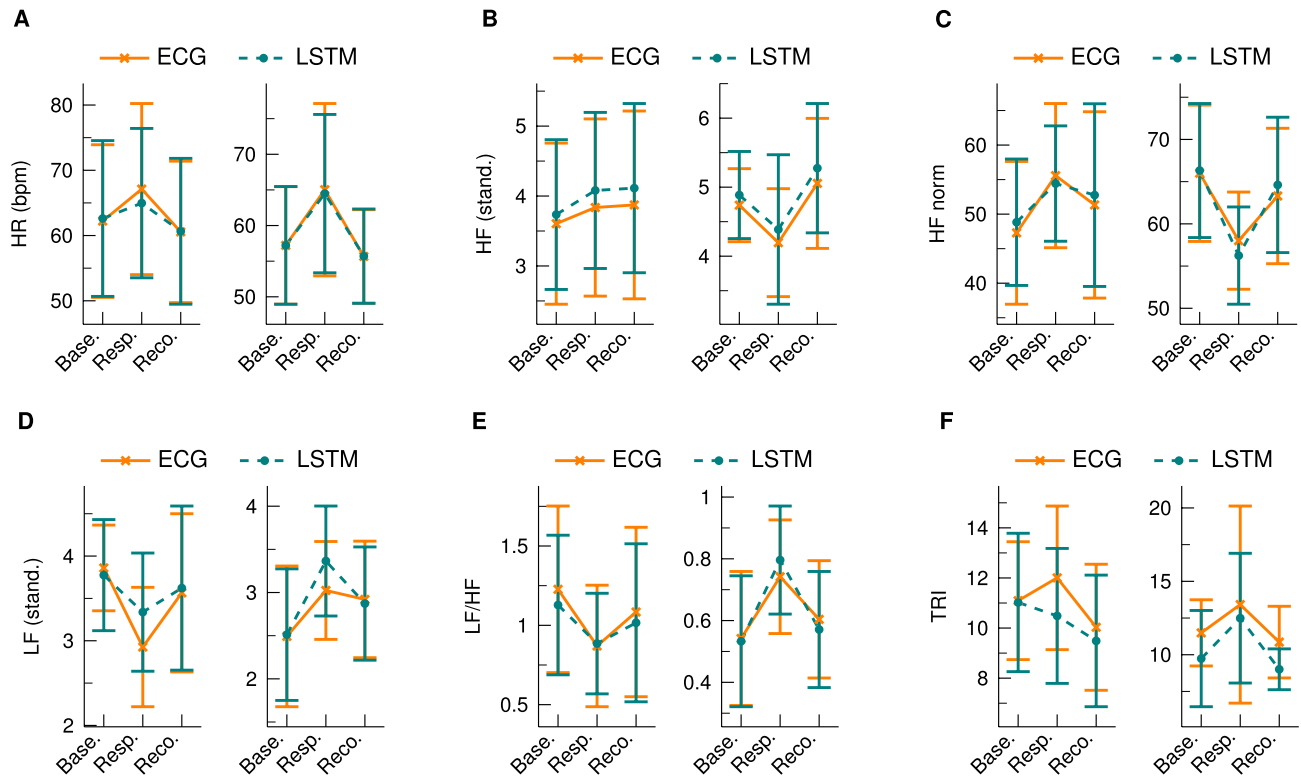 A
ECG LSTM
HR (bpm)
80
70
60
50
Base. Resp. Reco.
70
60
50
Base. Resp. Reco.
B
ECG LSTM
HF (stand.)
5
4
3
Base. Resp. Reco.
6
5
4
Base. Resp. Reco.
C
ECG LSTM
HF norm
60
50
40
Base. Resp. Reco.
70
60
50
Base. Resp. Reco.
D
ECG LSTM
LF (stand.)
4
3
2
Base. Resp. Reco.
4
3
2
Base. Resp. Reco.
E
ECG LSTM
LF/HF
1.5
1
0.5
Base. Resp. Reco.
1
0.8
0.6
0.4
Base. Resp. Reco.
F
ECG LSTM
TRI
14
12
10
8
Base. Resp. Reco.
20
15
10
Base. Resp. Reco.